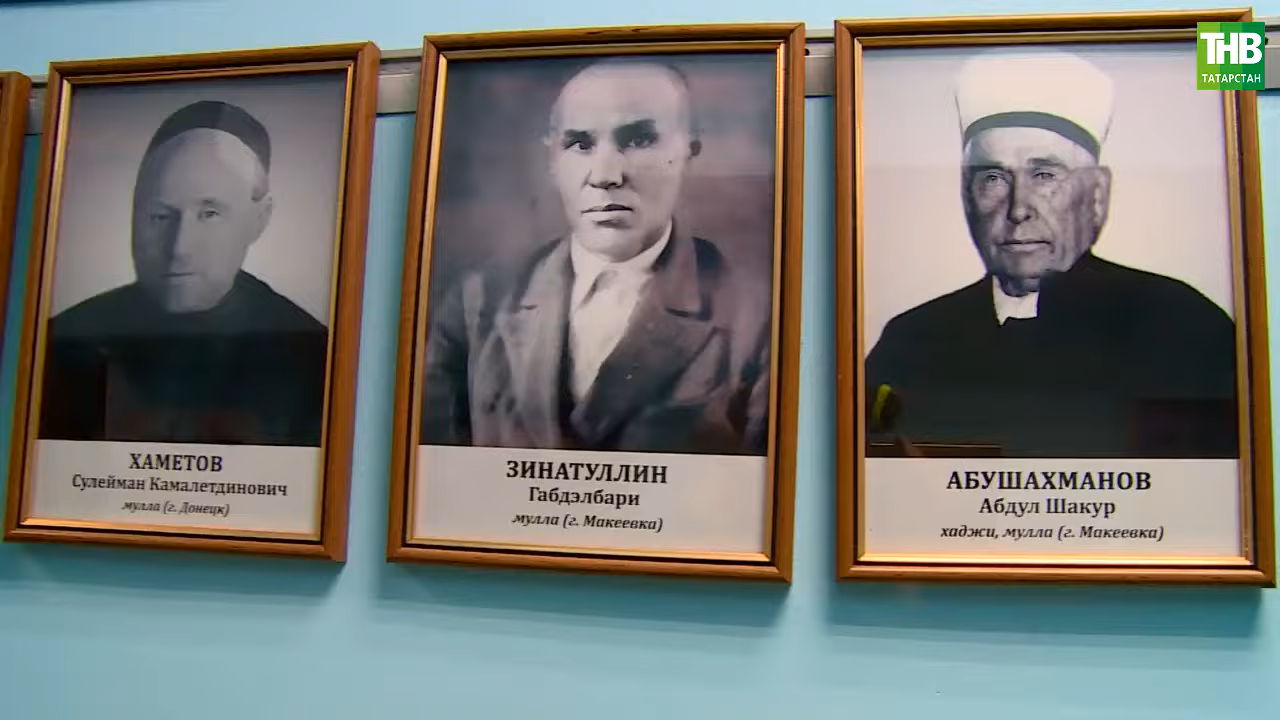 ТНВ
ТАТАРСТАН
ХАМЕТОВ
Сулейман Камалетдинович
мулла (г. Донецк)
ЗИНАТУЛЛИН
Габдэлбари
мулла (г. Макеевка)
АБУШАХМАНОВ
Абдул Шакур
хаджи, мулла (г. Макеевка)